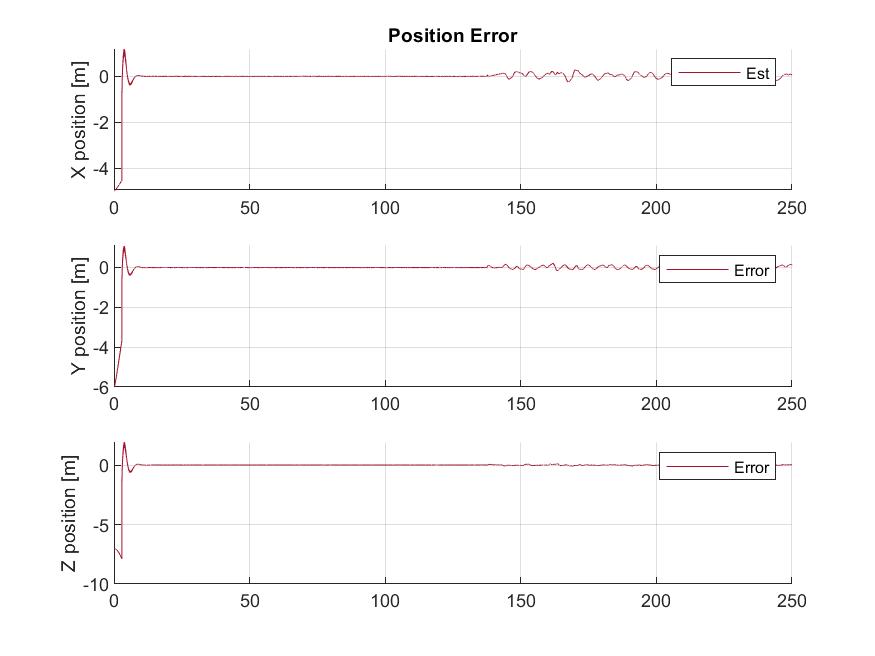 Position Error
X position [m]
0
-2
-4
Est
0 50 100 150 200 250
Y position [m]
0
-2
-4
-6
Error
0 50 100 150 200 250
Z position [m]
0
-5
-10
Error
0 50 100 150 200 250